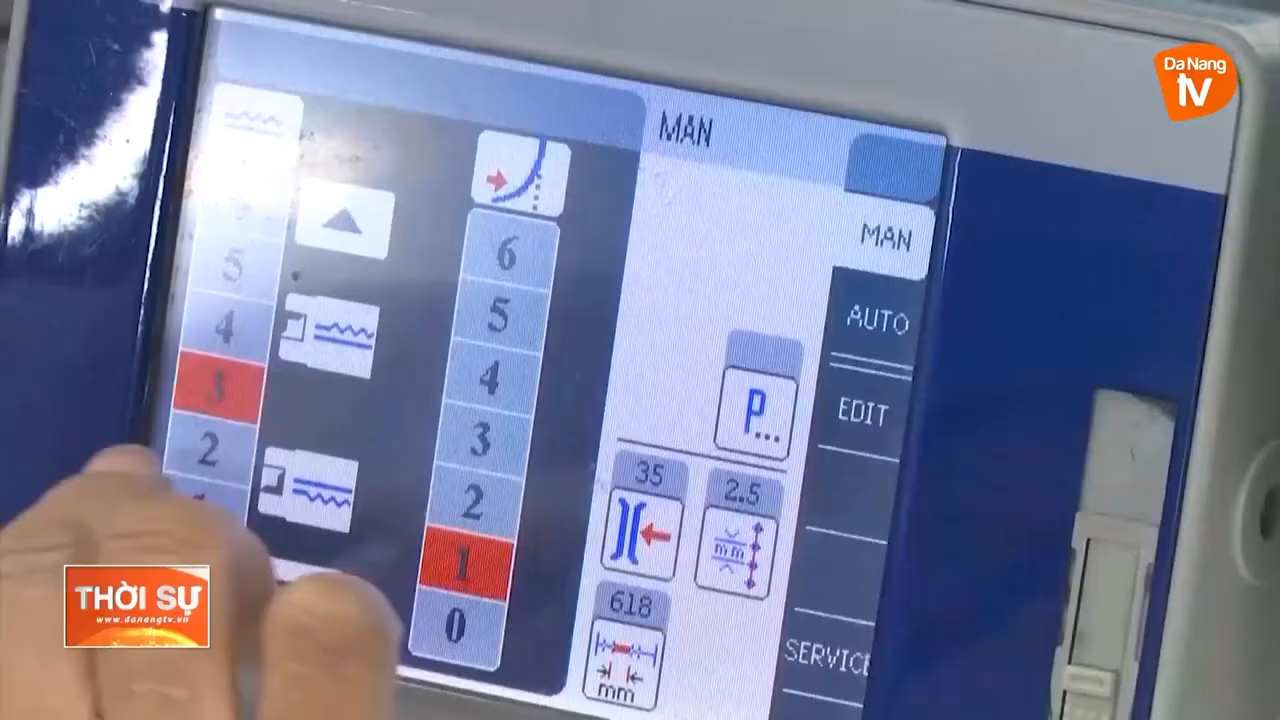 Da Nang
tv
MAN
MAN
AUTO
EDIT
SERVICE
P...
35
2.5
mm
618
mm
5
4
3
2
1
6
5
4
3
2
1
0
THỜI SỰ
www.danangtv.vn